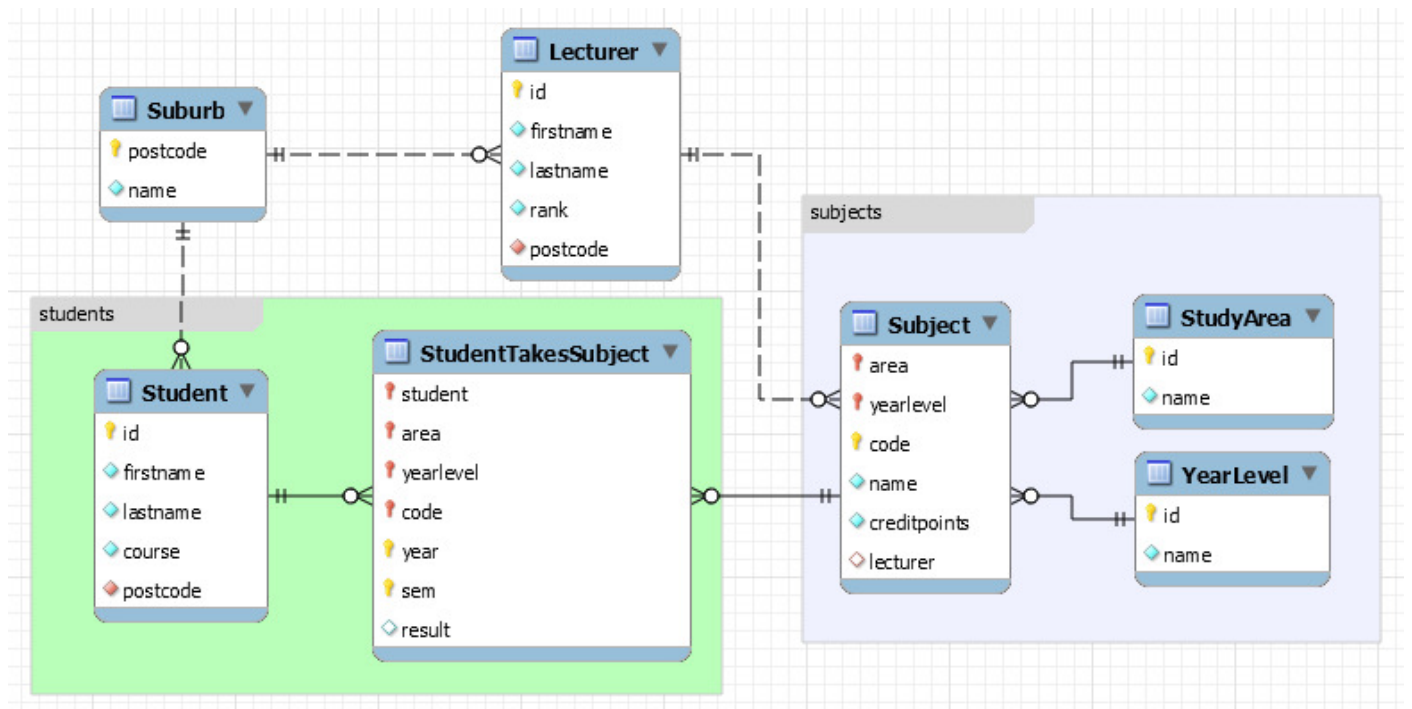 Lecturer
id
firstname
lastname
rank
postcode
Suburb
postcode
name
students
Student
id
firstname
lastname
course
postcode
StudentTakesSubject
student
area
yearlevel
code
year
sem
result
subjects
Subject
area
yearlevel
code
name
creditpoints
lecturer
StudyArea
id
name
YearLevel
id
name